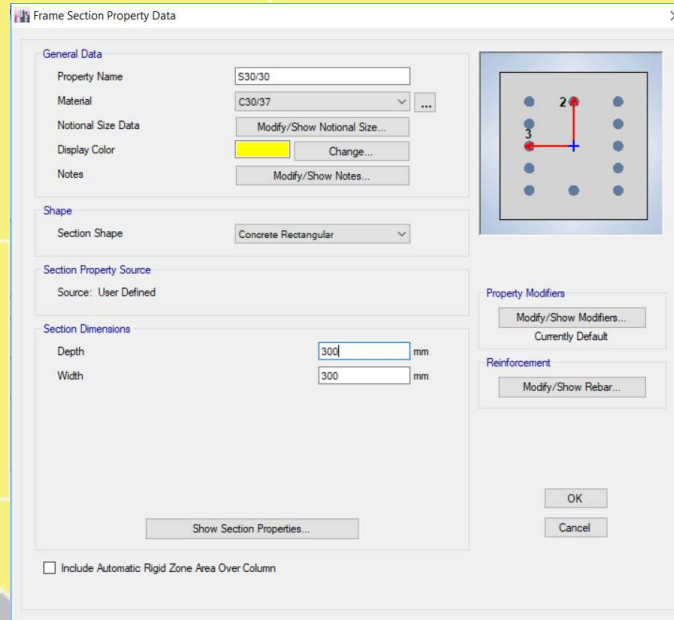 Frame Section Property Data
General Data
Property Name S30/30
Material C30/37 ...
Notional Size Data Modify/Show Notional Size...
Display Color Change...
Notes Modify/Show Notes...
Shape
Section Shape Concrete Rectangular
Section Property Source
Source: User Defined
Section Dimensions
Depth 300 mm
Width 300 mm
Show Section Properties...
Include Automatic Rigid Zone Area Over Column
2
3
Property Modifiers
Modify/Show Modifiers...
Currently Default
Reinforcement
Modify/Show Rebar...
OK
Cancel